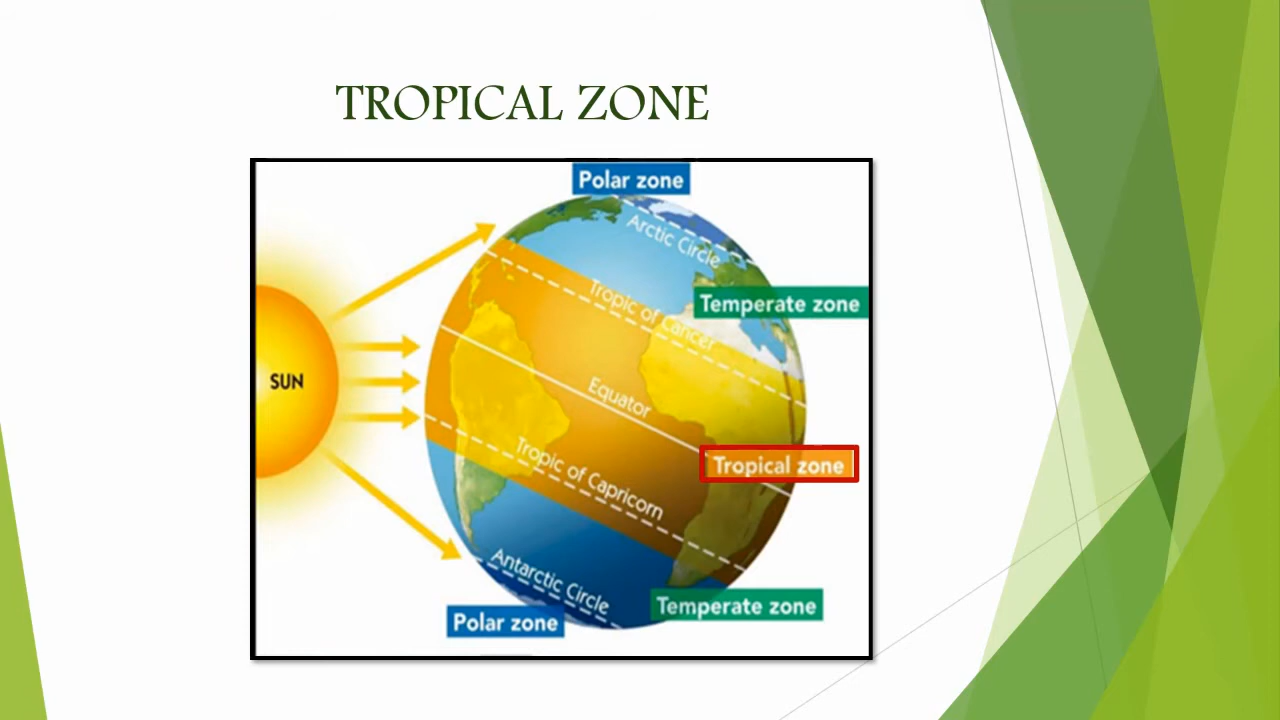 TROPICAL ZONE
Polar zone
Arctic Circle
Temperate zone
Tropic of Cancer
SUN
Equator
Tropical zone
Tropic of Capricorn
Antarctic Circle
Temperate zone
Polar zone